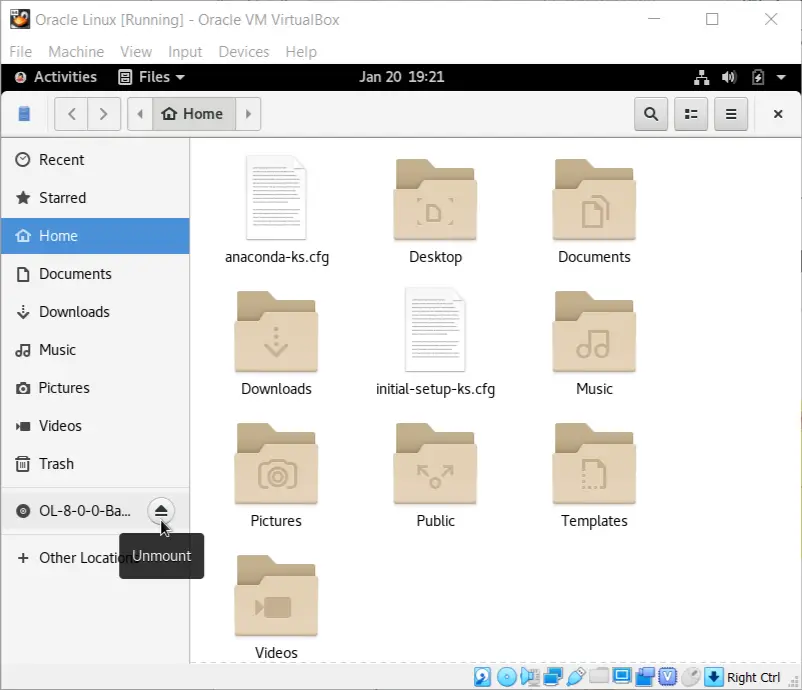 Oracle Linux [Running] - Oracle VM VirtualBox
File Machine View Input Devices Help
Activities Files Jan 20 19:21
Home
Recent
Starred
Home
Documents
Downloads
Music
Pictures
Videos
Trash
OL-8-0-0-Ba...
Unmount
Other Location
anaconda-ks.cfg Desktop Documents
Downloads initial-setup-ks.cfg Music
Pictures Public Templates
Videos
Right Ctrl